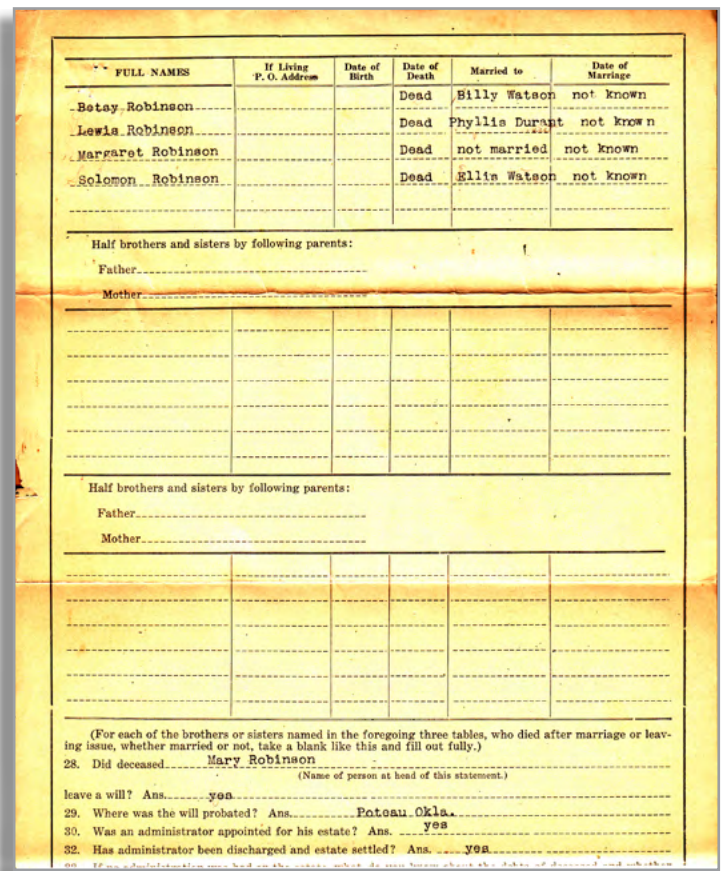 FULL NAMES If Living P. O. Address Date of Birth Date of Death Married to Date of Marriage
Betsy Robinson Dead Billy Watson not known
Lewis Robinson Dead Phyllis Durant not known
Margaret Robinson Dead not married not known
Solomon Robinson Dead Ellis Watson not known
Half brothers and sisters by following parents:
Father
Mother
Half brothers and sisters by following parents:
Father
Mother
(For each of the brothers or sisters named in the foregoing three tables, who died after marriage or leav-
ing issue, whether married or not, take a blank like this and fill out fully.)
28. Did deceased Mary Robinson
(Name of person at head of this statement.)
leave a will? Ans. yes
29. Where was the will probated? Ans. Poteau Okla.
30. Was an administrator appointed for his estate? Ans. yes
32. Has administrator been discharged and estate settled? Ans. yes